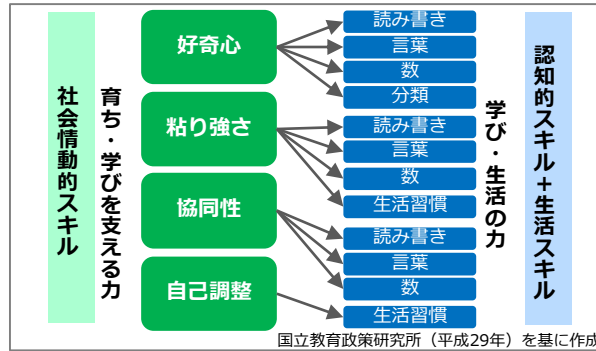 社会情動的スキル
育ち・学びを支える力
好奇心
読み書き
言葉
数
分類
粘り強さ
読み書き
言葉
数
生活習慣
協同性
読み書き
言葉
数
自己調整
生活習慣
学び・生活の力
認知的スキル+生活スキル
国立教育政策研究所（平成29年）を基に作成